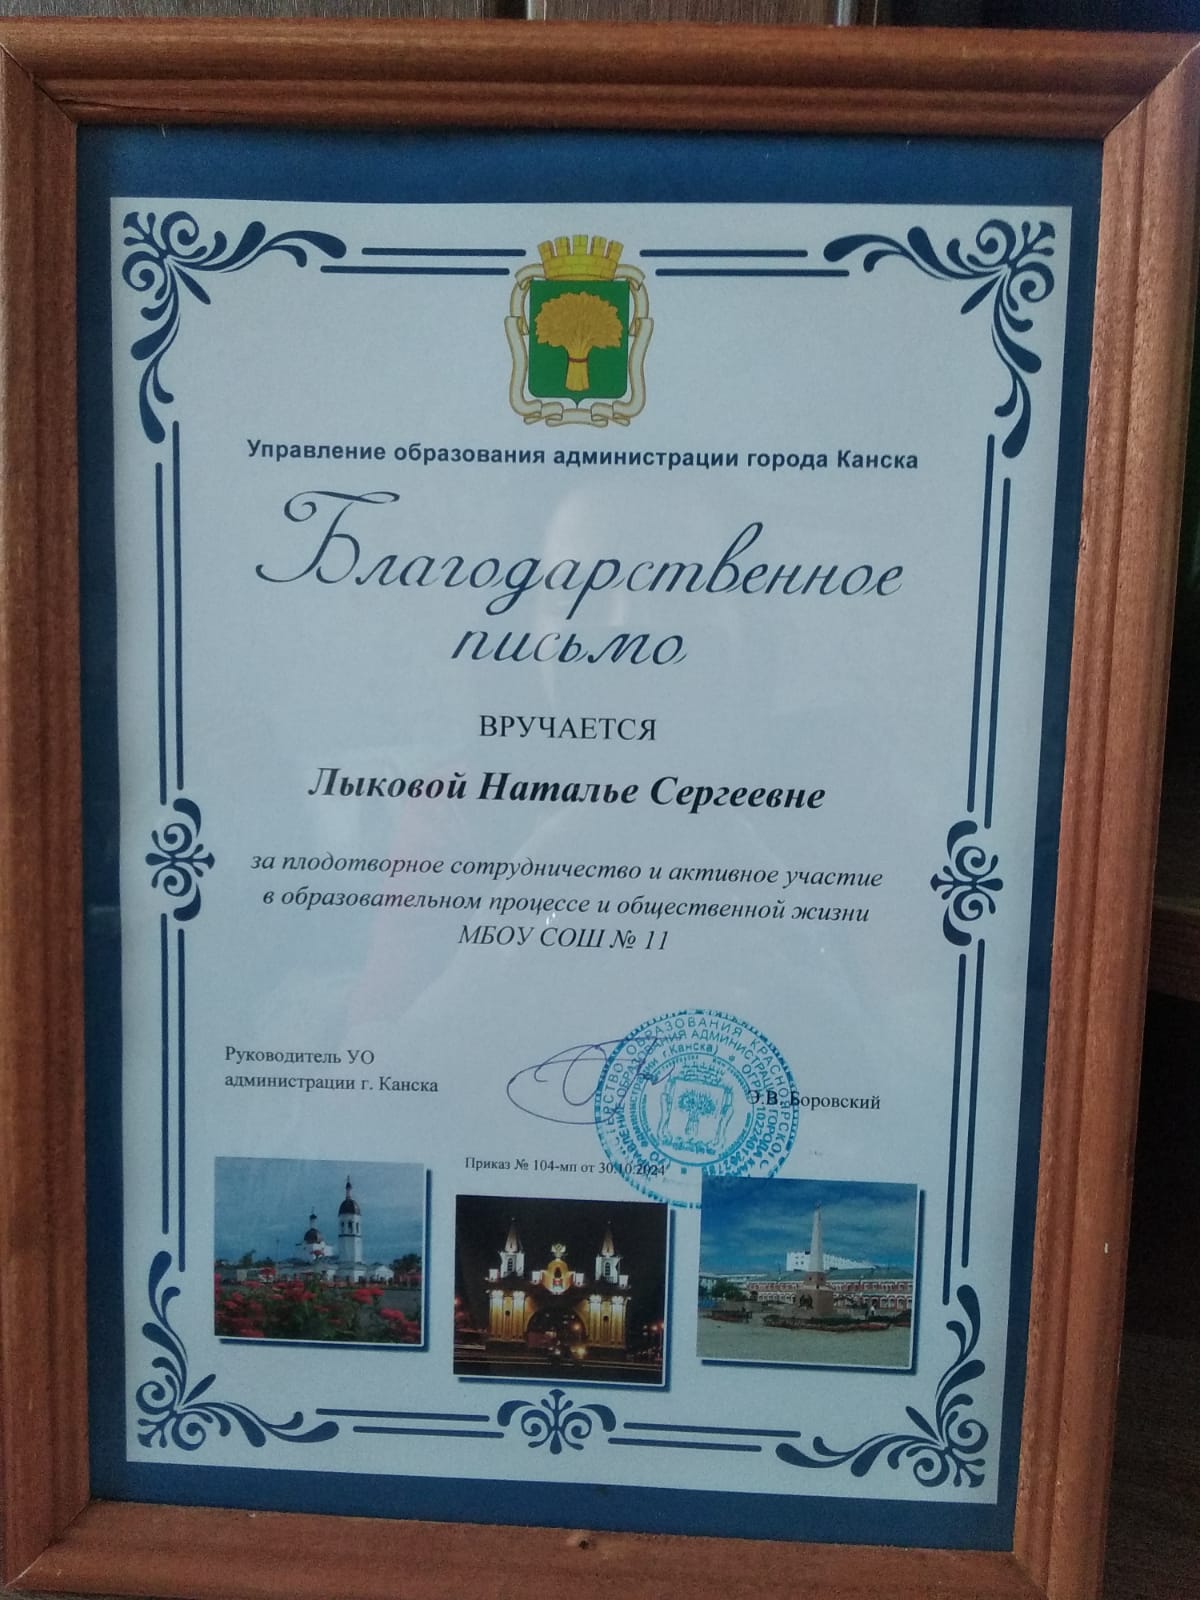 Управление образования администрации города Канска
Благодарственное
письмо
ВРУЧАЕТСЯ
Лыковой Наталье Сергеевне
за плодотворное сотрудничество и активное участие
в образовательном процессе и общественной жизни
МБОУ СОШ № 11
Руководитель УО
администрации г. Канска
Э.В. Боровский
Приказ № 104-мп от 30.10.2024